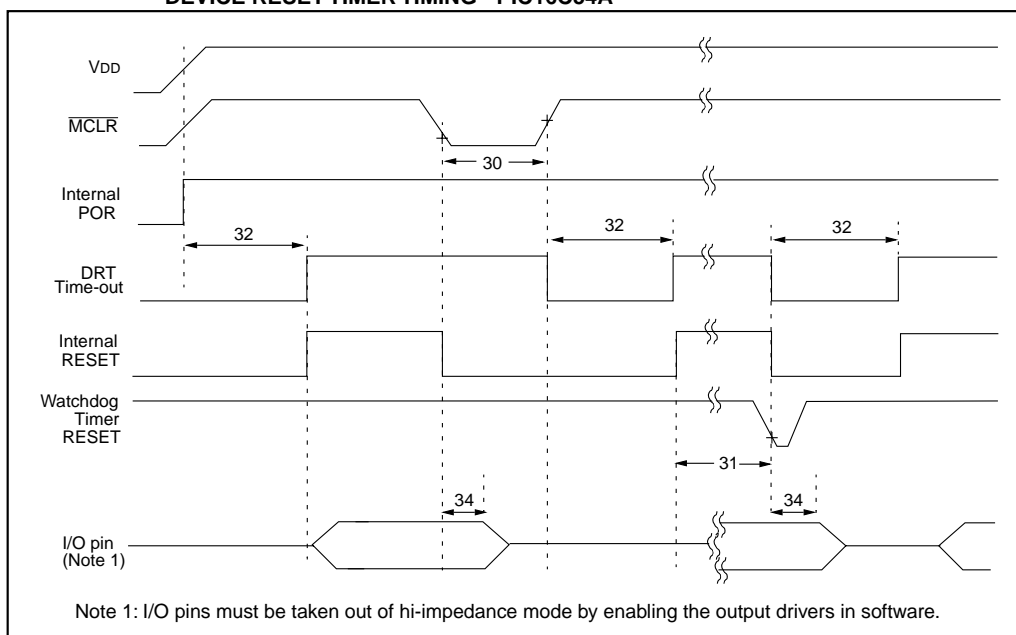 DEVICE RESET TIMER TIMING - PIC16C54A
VDD
MCLR
30
Internal
POR
32
32
32
DRT
Time-out
Internal
RESET
Watchdog
Timer
RESET
31
34
34
I/O pin
(Note 1)
Note 1: I/O pins must be taken out of hi-impedance mode by enabling the output drivers in software.